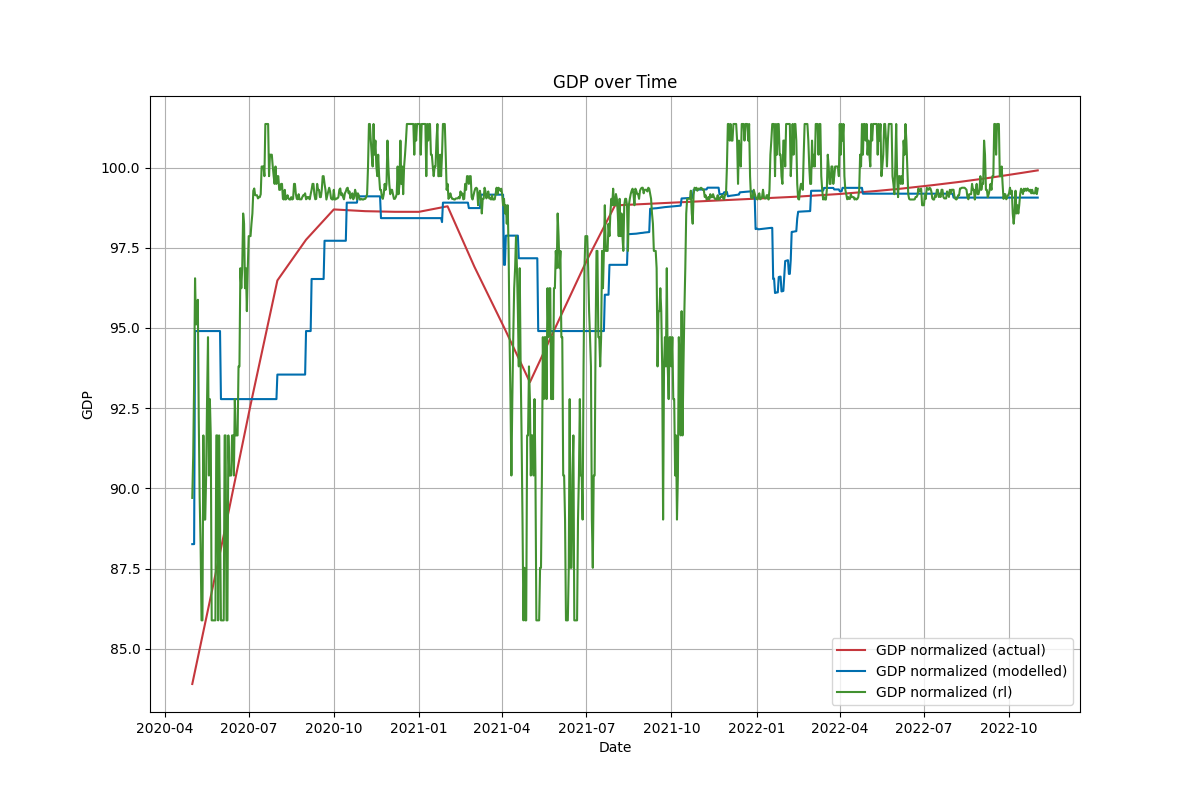 GDP over Time
GDP
100.0
97.5
95.0
92.5
90.0
87.5
85.0
GDP normalized (actual)
GDP normalized (modelled)
GDP normalized (rl)
2020-04 2020-07 2020-10 2021-01 2021-04 2021-07 2021-10 2022-01 2022-04 2022-07 2022-10
Date